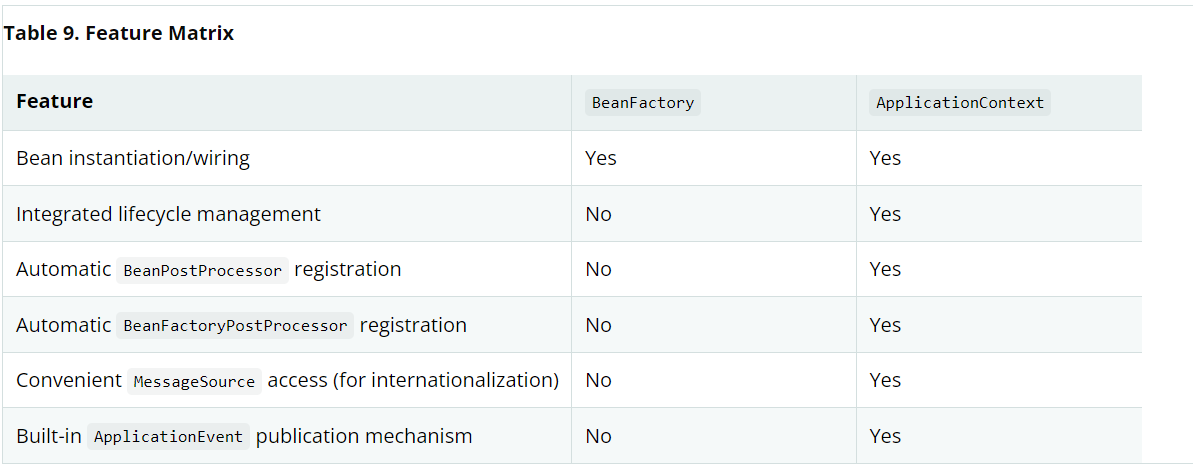 Table 9. Feature Matrix
Feature BeanFactory ApplicationContext
Bean instantiation/wiring Yes Yes
Integrated lifecycle management No Yes
Automatic BeanPostProcessor registration No Yes
Automatic BeanFactoryPostProcessor registration No Yes
Convenient MessageSource access (for internationalization) No Yes
Built-in ApplicationEvent publication mechanism No Yes